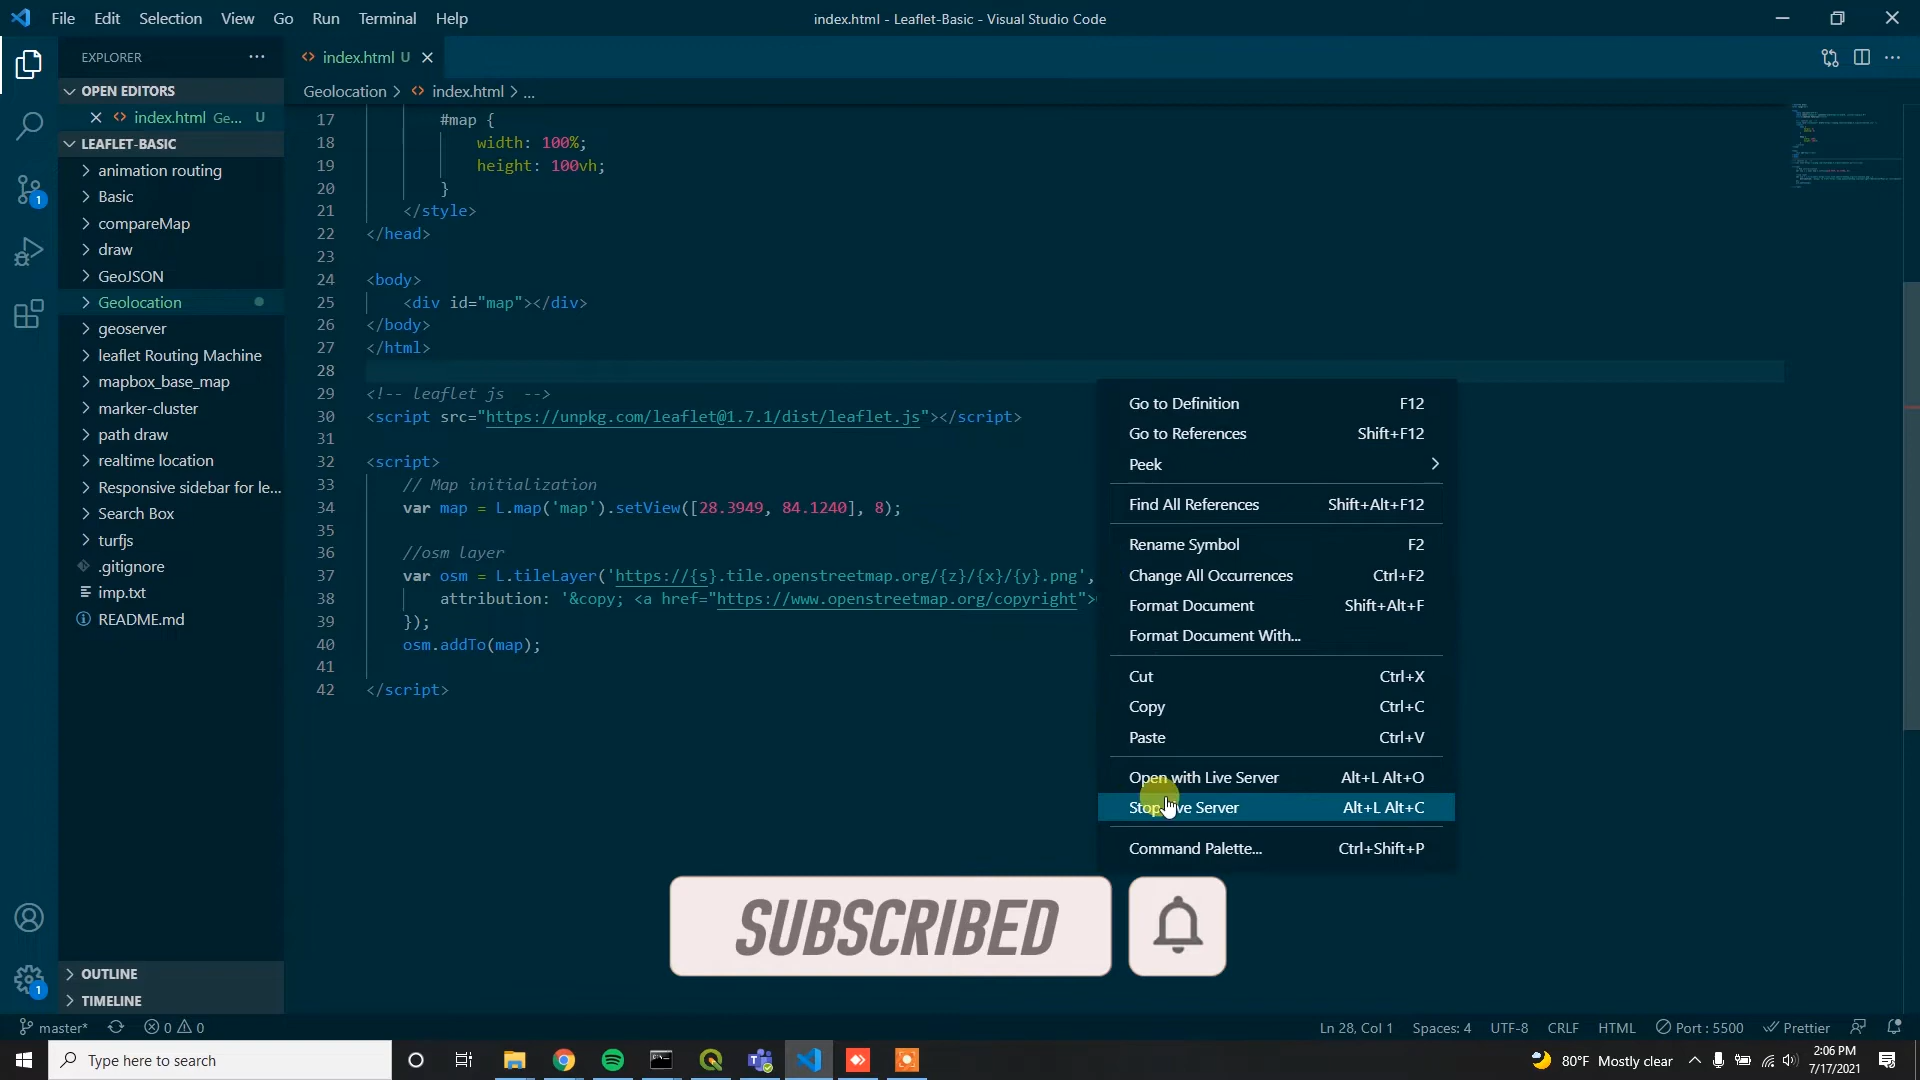 File Edit Selection View Go Run Terminal Help
index.html - Leaflet-Basic - Visual Studio Code
EXPLORER
index.html U
OPEN EDITORS
index.html Ge... U
Geolocation > index.html > ...
LEAFLET-BASIC
animation routing
Basic
compareMap
draw
GeoJSON
Geolocation
geoserver
leaflet Routing Machine
mapbox_base_map
marker-cluster
path draw
realtime location
Responsive sidebar for le...
Search Box
turfjs
.gitignore
imp.txt
README.md
OUTLINE
TIMELINE
1
1
17 #map {
18 width: 100%;
19 height: 100vh;
20 }
21 </style>
22 </head>
23
24 <body>
25 <div id="map"></div>
26 </body>
27 </html>
28
29 <!-- leaflet js -->
30 <script src="https://unpkg.com/leaflet@1.7.1/dist/leaflet.js"></script>
31
32 <script>
33 // Map initialization
34 var map = L.map('map').setView([28.3949, 84.1240], 8);
35
36 //osm layer
37 var osm = L.tileLayer('https://{s}.tile.openstreetmap.org/{z}/{x}/{y}.png',
38 attribution: '&copy; <a href="https://www.openstreetmap.org/copyright">
39 });
40 osm.addTo(map);
41
42 </script>
Go to Definition F12
Go to References Shift+F12
Peek
Find All References Shift+Alt+F12
Rename Symbol F2
Change All Occurrences Ctrl+F2
Format Document Shift+Alt+F
Format Document With...
Cut Ctrl+X
Copy Ctrl+C
Paste Ctrl+V
Open with Live Server Alt+L Alt+O
Stop Live Server Alt+L Alt+C
Command Palette... Ctrl+Shift+P
SUBSCRIBED
master* 0 0 Ln 28, Col 1 Spaces: 4 UTF-8 CRLF HTML Port : 5500 Prettier
Type here to search
80°F Mostly clear
2:06 PM
7/17/2021